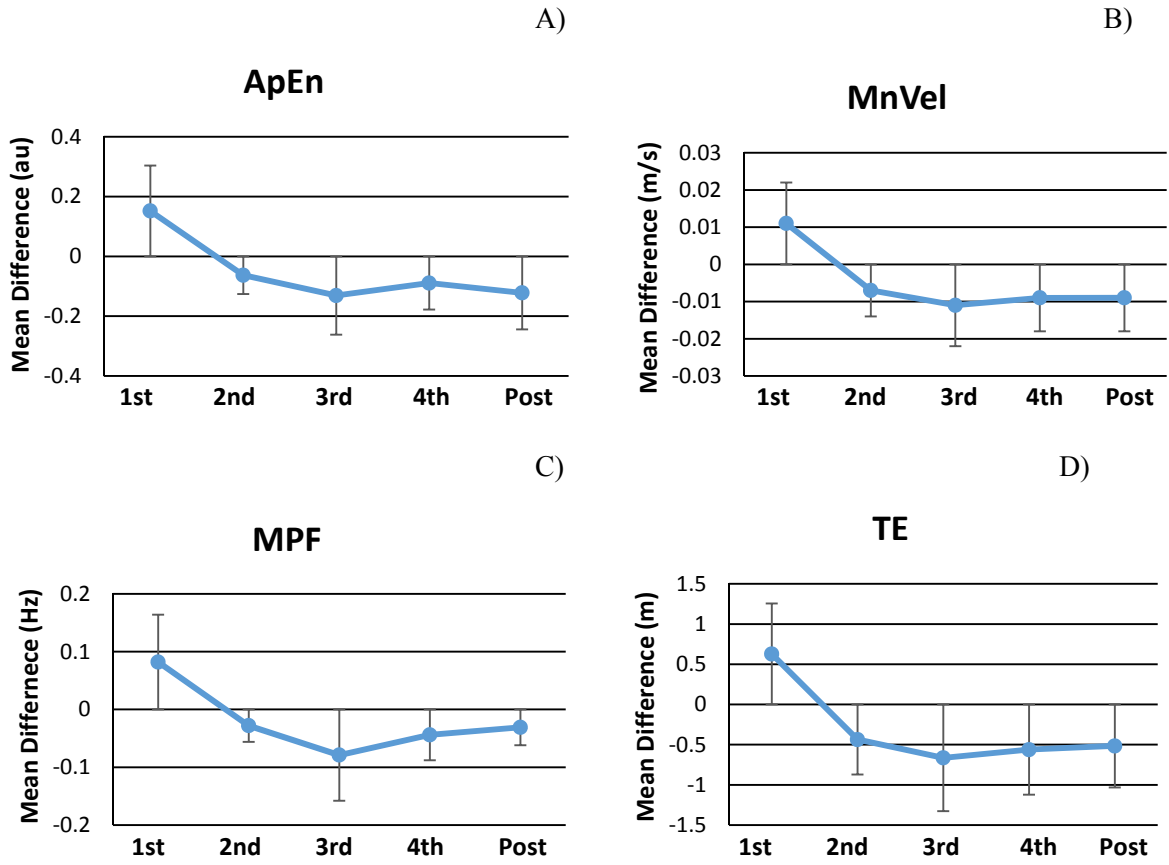 A)
ApEn
Mean Difference (au)
0.4
0.2
0
-0.2
-0.4
1st 2nd 3rd 4th Post
B)
MnVel
Mean Difference (m/s)
0.03
0.02
0.01
0
-0.01
-0.02
-0.03
1st 2nd 3rd 4th Post
C)
MPF
Mean Differnece (Hz)
0.2
0.1
0
-0.1
-0.2
1st 2nd 3rd 4th Post
D)
TE
Mean Difference (m)
1.5
1
0.5
0
-0.5
-1
-1.5
1st 2nd 3rd 4th Post